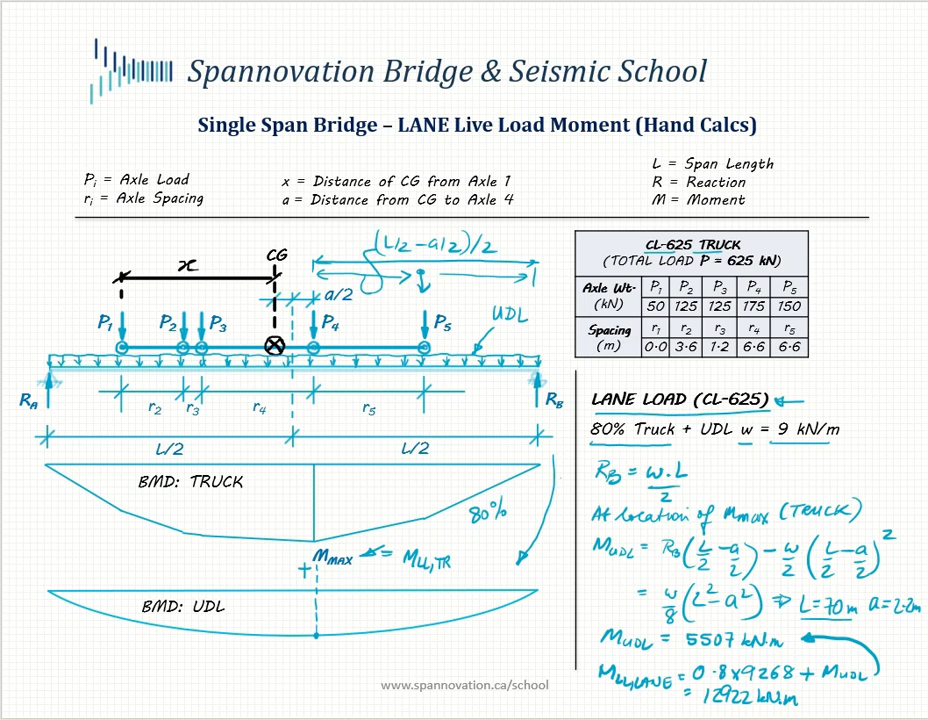 Spannovation Bridge & Seismic School
Single Span Bridge – LANE Live Load Moment (Hand Calcs)
Pi = Axle Load
ri = Axle Spacing
x = Distance of CG from Axle 1
a = Distance from CG to Axle 4
L = Span Length
R = Reaction
M = Moment
(L/2 - a/2)/2
CG
x
a/2
P1 P2 P3 P4 P5
UDL
RA RB
r2 r3 r4 r5
L/2 L/2
BMD: TRUCK
80%
MMAX = MLL,TR
+
BMD: UDL
CL-625 TRUCK
(TOTAL LOAD P = 625 kN)
Axle Wt. (kN) P1 P2 P3 P4 P5
50 125 125 175 150
Spacing (m) r1 r2 r3 r4 r5
0.0 3.6 1.2 6.6 6.6
LANE LOAD (CL-625)
80% Truck + UDL w = 9 kN/m
RB = w.L/2
At location of Mmax (TRUCK)
MUDL = RB(L/2 - a/2) - w/2 (L/2 - a/2)²
= w/8 (L² - a²) ⇒ L=70m a=2.2m
MUDL = 5507 kN.m
MLL,LANE = 0.8x9268 + MUDL
= 12922 kN.m
www.spannovation.ca/school